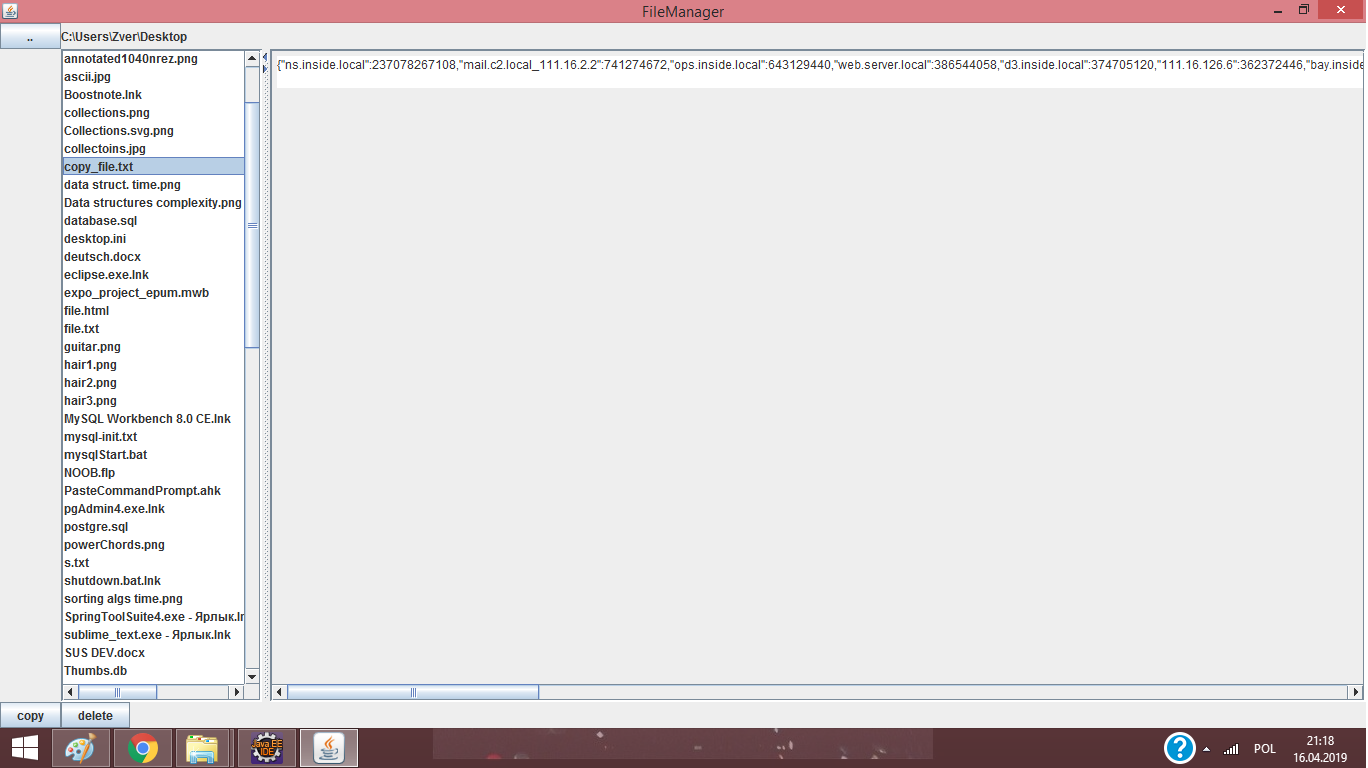 FileManager
..
C:\Users\Zver\Desktop
annotated1040nrez.png
ascii.jpg
Boostnote.lnk
collections.png
Collections.svg.png
collectoins.jpg
copy_file.txt
data struct. time.png
Data structures complexity.png
database.sql
desktop.ini
deutsch.docx
eclipse.exe.lnk
expo_project_epum.mwb
file.html
file.txt
guitar.png
hair1.png
hair2.png
hair3.png
MySQL Workbench 8.0 CE.lnk
mysql-init.txt
mysqlStart.bat
NOOB.flp
PasteCommandPrompt.ahk
pgAdmin4.exe.lnk
postgre.sql
powerChords.png
s.txt
shutdown.bat.lnk
sorting algs time.png
SpringToolSuite4.exe - Ярлык.ln
sublime_text.exe - Ярлык.lnk
SUS DEV.docx
Thumbs.db
{"ns.inside.local":237078267108,"mail.c2.local_111.16.2.2":741274672,"ops.inside.local":643129440,"web.server.local":386544058,"d3.inside.local":374705120,"111.16.126.6":362372446,"bay.inside
copy
delete
Java EE
IDE
?
POL
21:18
16.04.2019